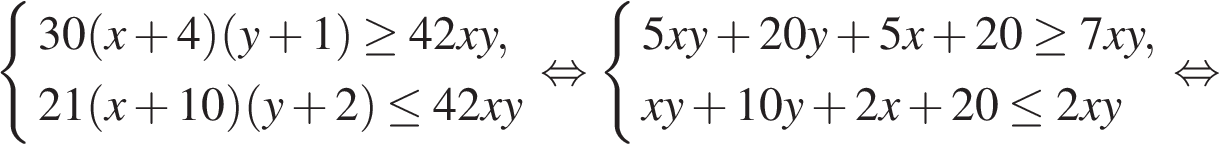 { 30(x + 4)(y + 1) ≥ 42xy, 21(x + 10)(y + 2) ≤ 42xy ⇔ { 5xy + 20y + 5x + 20 ≥ 7xy, xy + 10y + 2x + 20 ≤ 2xy ⇔